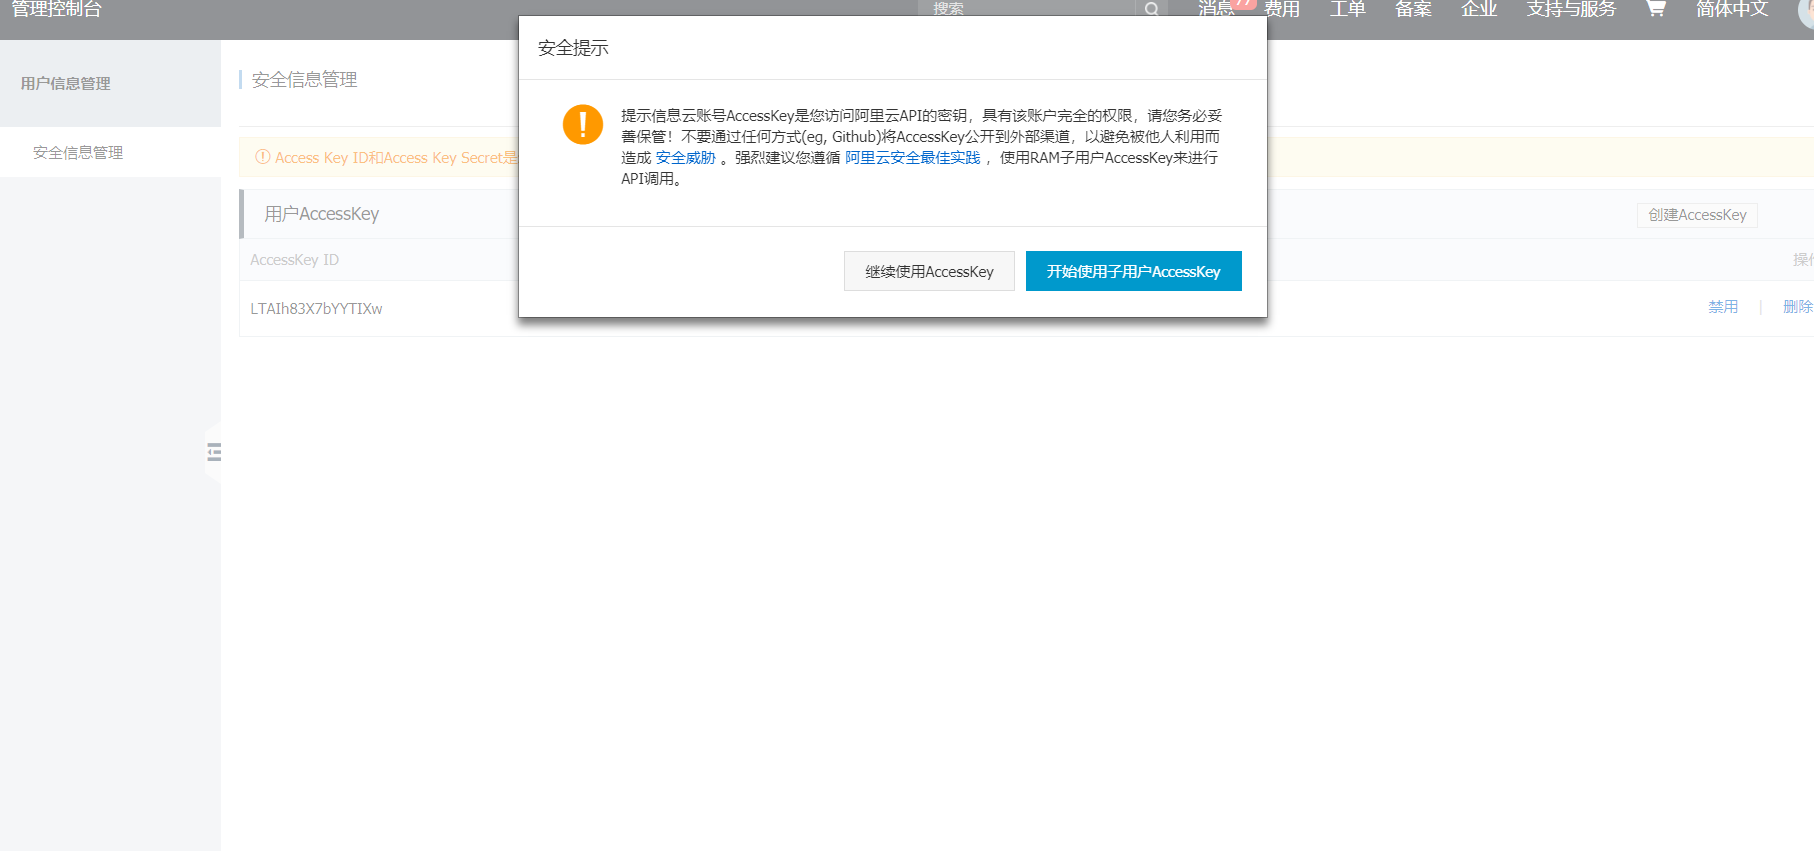 管理控制台
搜索
消息
77
费用
工单
备案
企业
支持与服务
简体中文
用户信息管理
安全信息管理
安全信息管理
Access Key ID和Access Key Secret是
用户AccessKey
创建AccessKey
AccessKey ID
LTAIh83X7bYYTIXw
禁用
删除
安全提示
提示信息云账号AccessKey是您访问阿里云API的密钥，具有该账户完全的权限，请您务必妥
善保管！不要通过任何方式(eg, Github)将AccessKey公开到外部渠道，以避免被他人利用而
造成 安全威胁 。强烈建议您遵循 阿里云安全最佳实践 ，使用RAM子用户AccessKey来进行
API调用。
继续使用AccessKey
开始使用子用户AccessKey